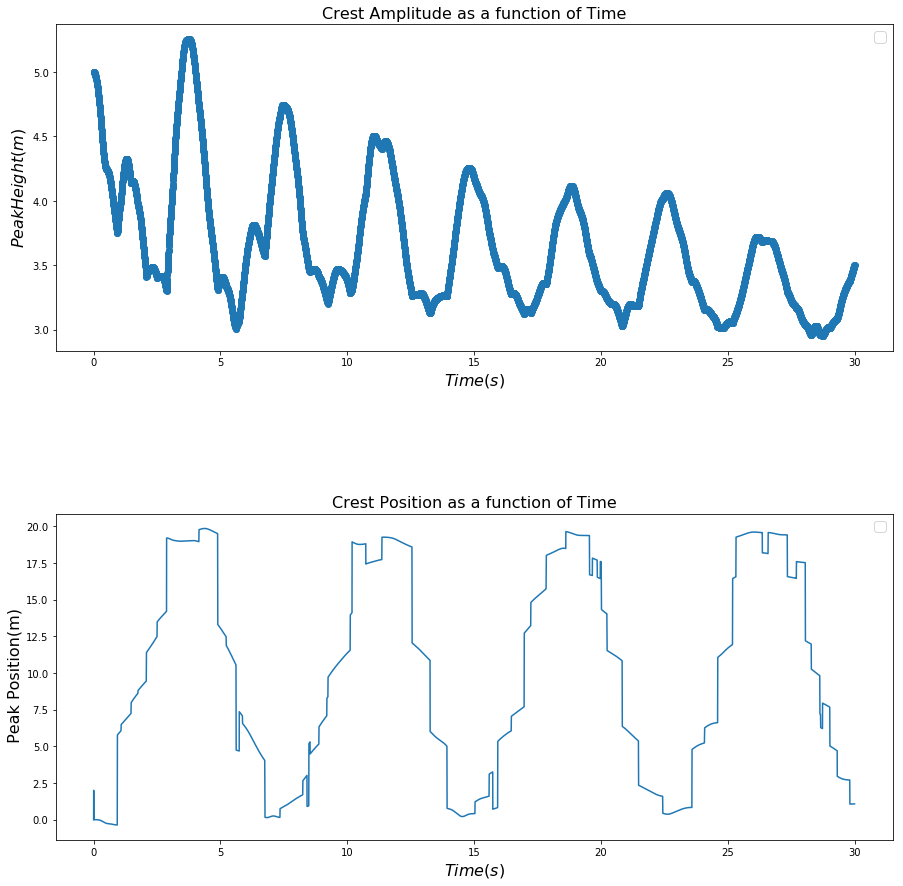 Crest Amplitude as a function of Time
PeakHeight(m)
5.0
4.5
4.0
3.5
3.0
0 5 10 15 20 25 30
Time(s)
Crest Position as a function of Time
Peak Position(m)
20.0
17.5
15.0
12.5
10.0
7.5
5.0
2.5
0.0
0 5 10 15 20 25 30
Time(s)